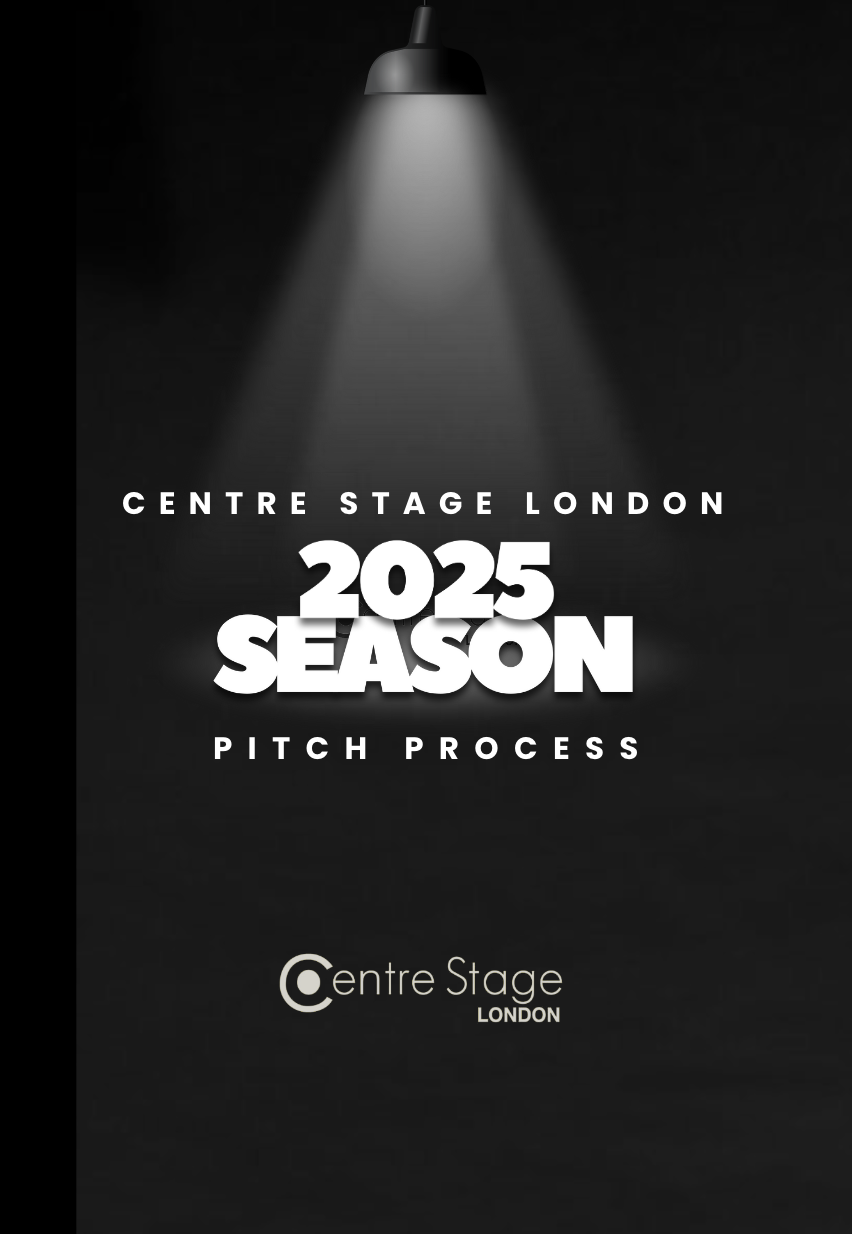 CENTRE STAGE LONDON
2025
SEASON
PITCH PROCESS
Centre Stage
LONDON